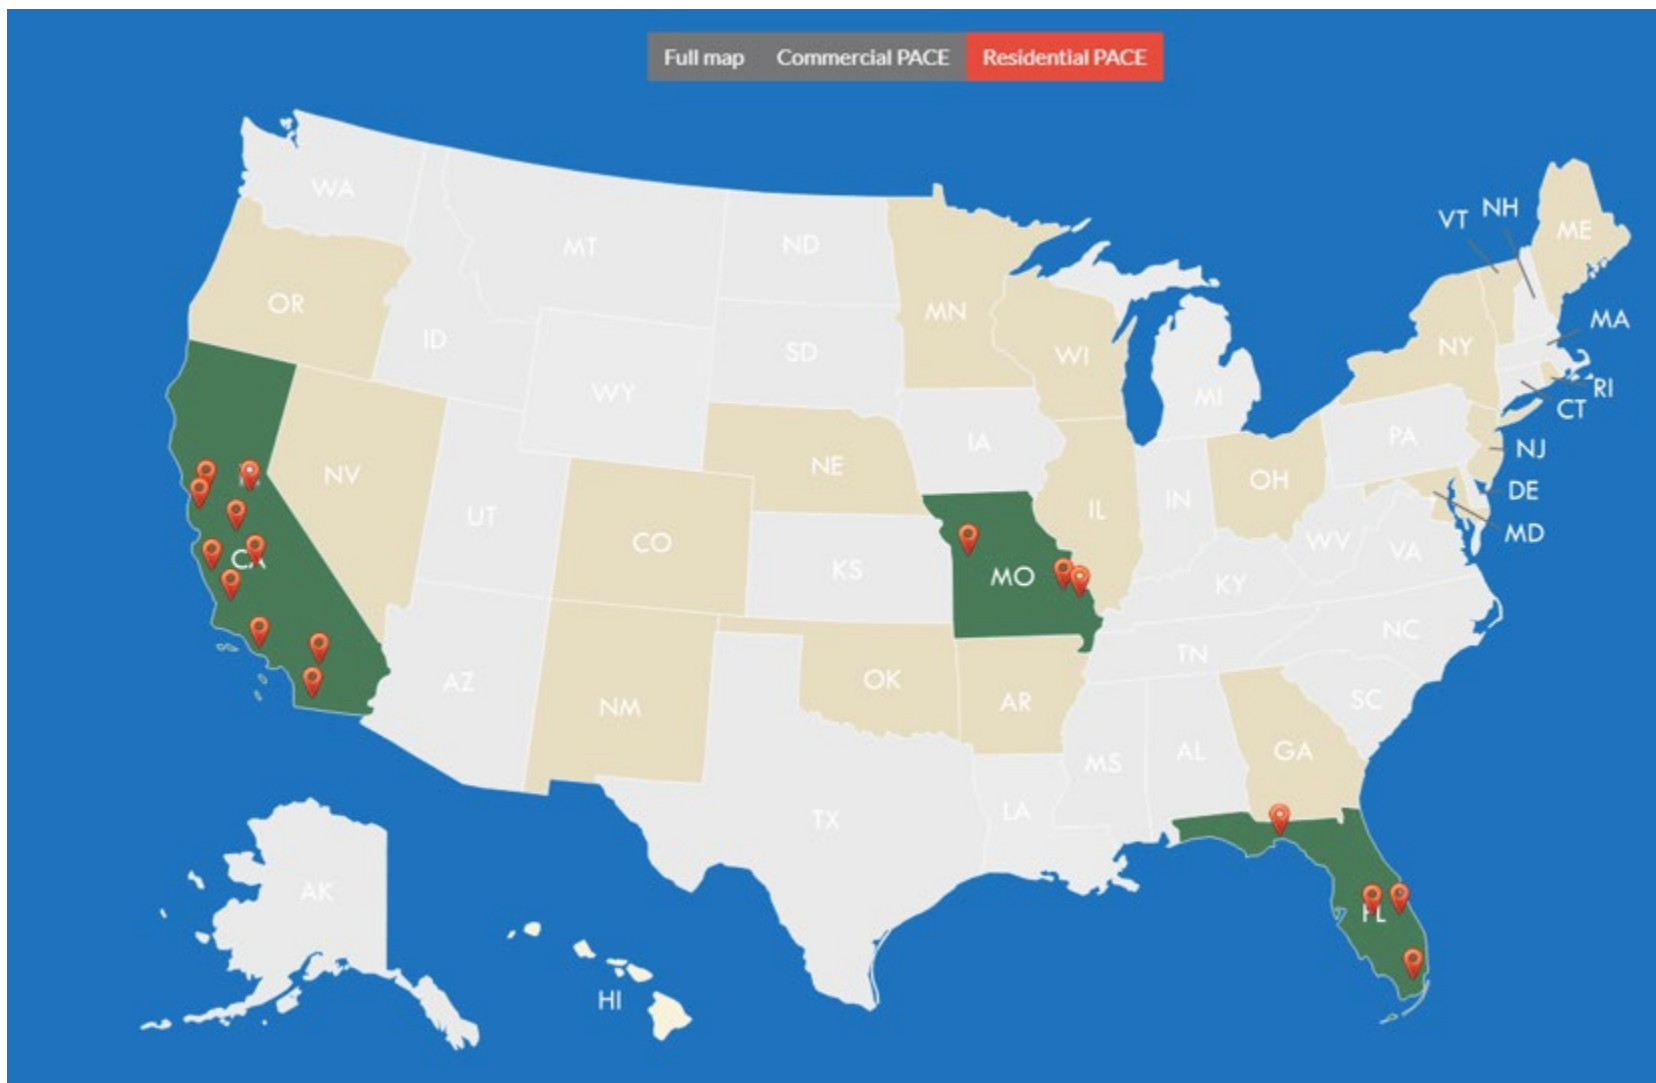 Full map Commercial PACE Residential PACE
WA
MT
ND
MN
VT
NH
ME
OR
ID
SD
WI
NY
MA
WY
MI
RI
CT
NV
NE
IA
PA
NJ
UT
CO
IL
IN
OH
DE
CA
KS
MO
WV
VA
MD
KY
AZ
NM
OK
AR
TN
NC
SC
TX
LA
MS
AL
GA
AK
HI
FL